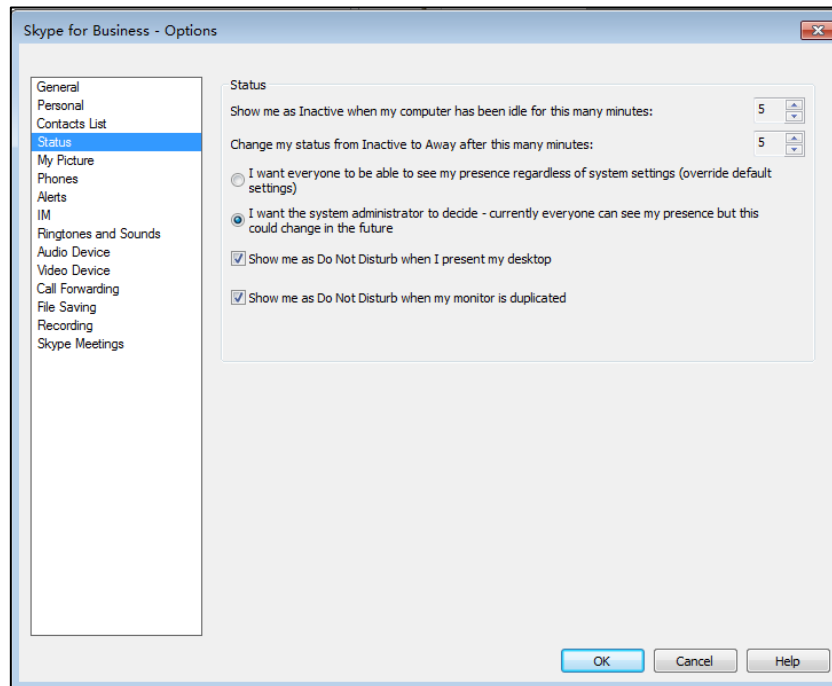 Skype for Business - Options
General
Personal
Contacts List
Status
My Picture
Phones
Alerts
IM
Ringtones and Sounds
Audio Device
Video Device
Call Forwarding
File Saving
Recording
Skype Meetings
Status
Show me as Inactive when my computer has been idle for this many minutes: 5
Change my status from Inactive to Away after this many minutes: 5
I want everyone to be able to see my presence regardless of system settings (override default
settings)
I want the system administrator to decide - currently everyone can see my presence but this
could change in the future
Show me as Do Not Disturb when I present my desktop
Show me as Do Not Disturb when my monitor is duplicated
OK Cancel Help